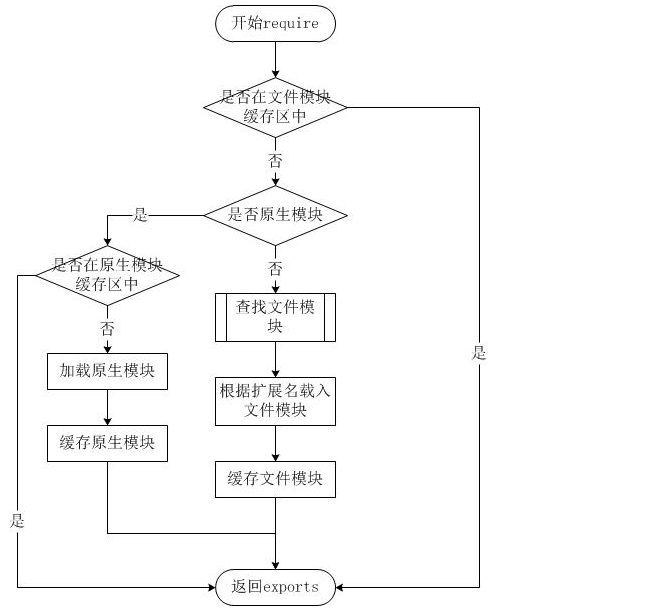 开始require
是否在文件模块
缓存区中
否
是否原生模块
是
是否在原生模块
缓存区中
否
查找文件模
块
否
加载原生模块
根据扩展名载入
文件模块
是
缓存原生模块
缓存文件模块
是
返回exports